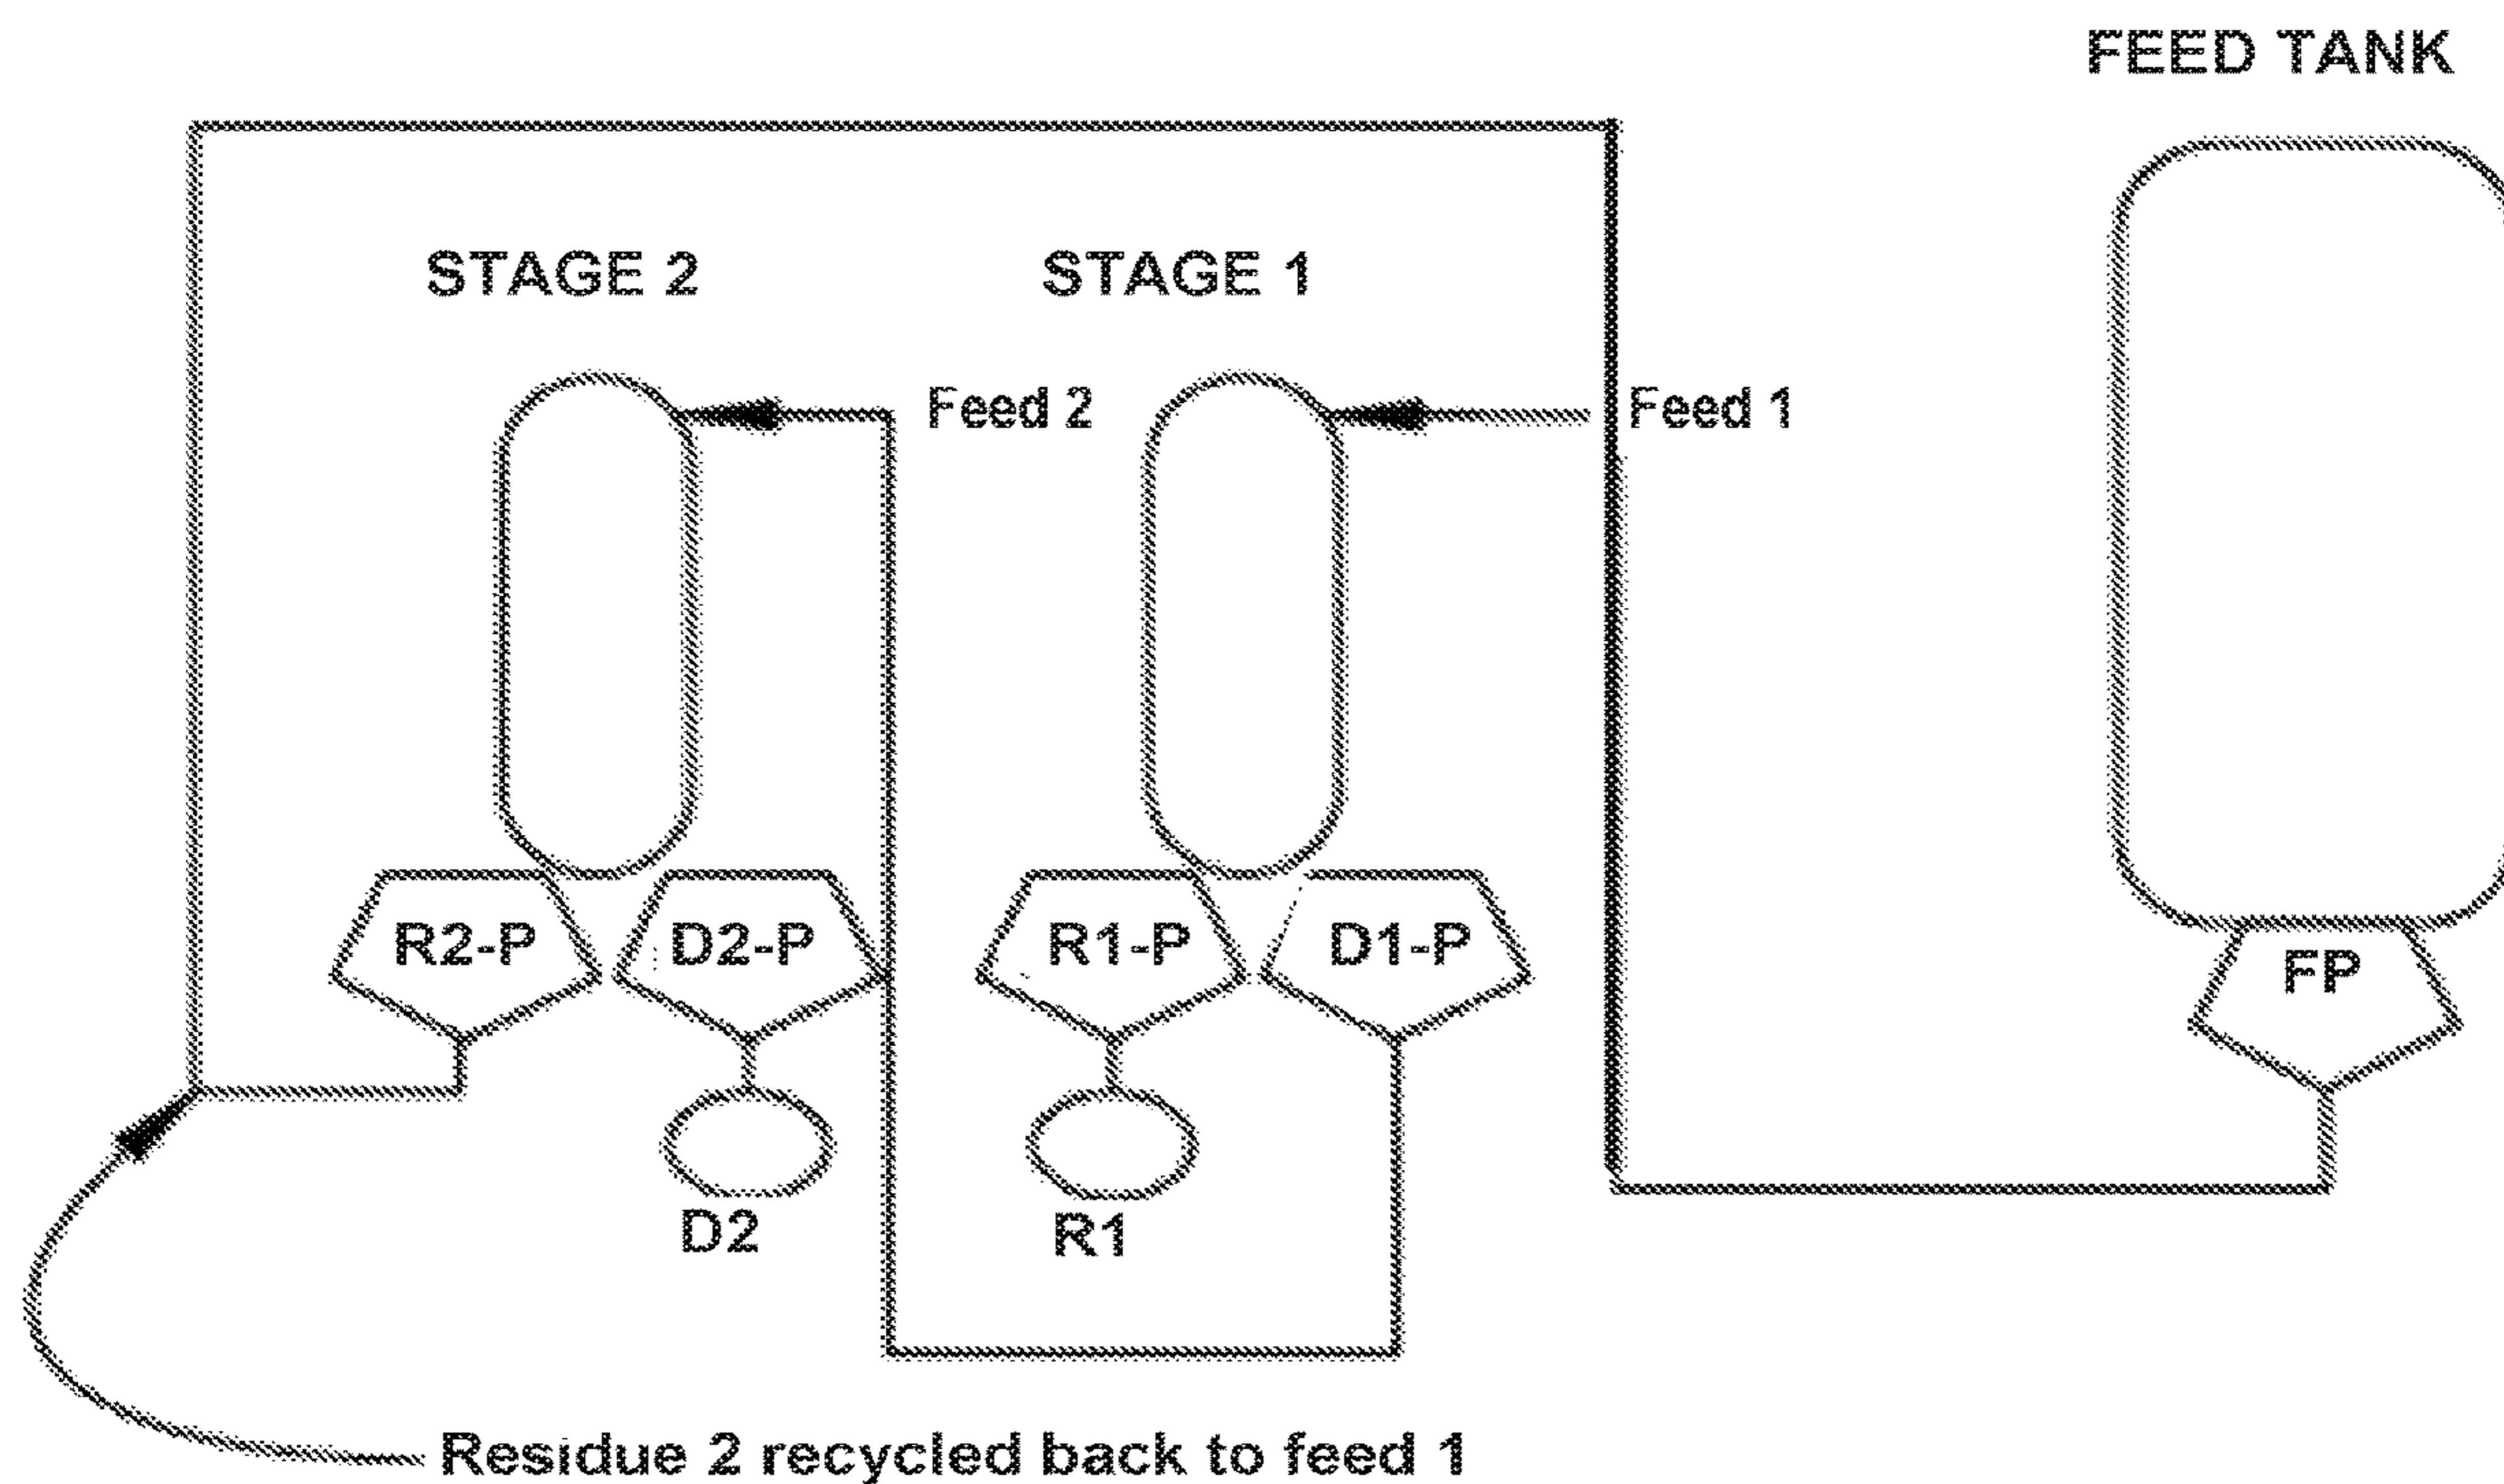 FEED TANK
STAGE 2
STAGE 1
Feed 2
Feed 1
R2-P
D2-P
R1-P
D1-P
FP
D2
R1
Residue 2 recycled back to feed 1